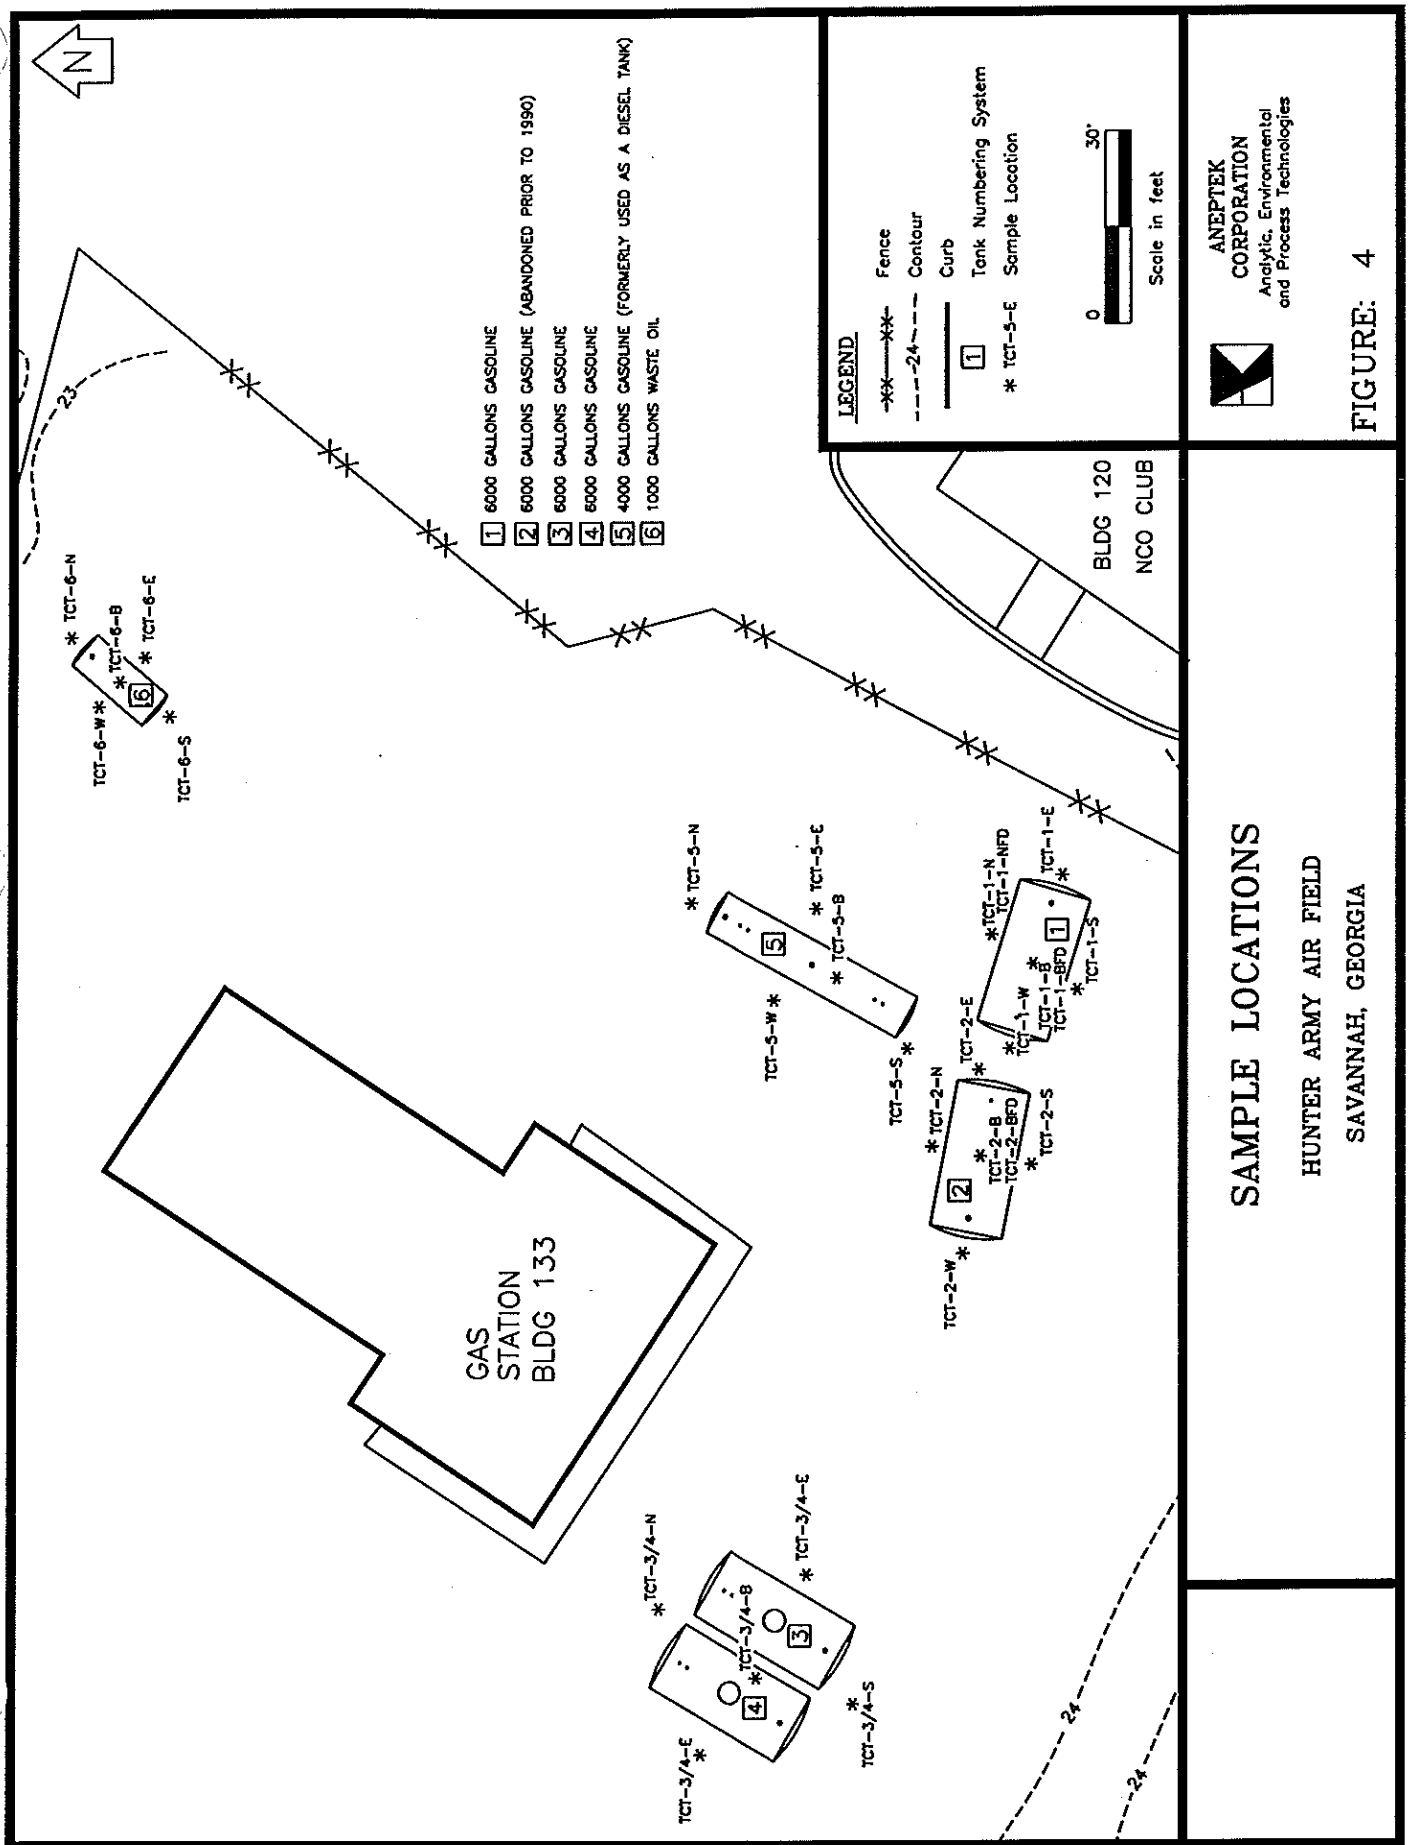 N
1 6000 GALLONS GASOLINE
2 6000 GALLONS GASOLINE (ABANDONED PRIOR TO 1990)
3 6000 GALLONS GASOLINE
4 6000 GALLONS GASOLINE
5 4000 GALLONS GASOLINE (FORMERLY USED AS A DIESEL TANK)
6 1000 GALLONS WASTE OIL
23
* TCT-6-N
*TCT-6-B
* TCT-6-E
6
TCT-6-W*
*
TCT-6-S
GAS
STATION
BLDG 133
* TCT-5-N
* TCT-5-E
*TCT-5-B
5
TCT-5-W*
TCT-5-S *
*TCT-1-N
TCT-1-NFD
TCT-1-E
*
1
*
TCT-1-B
TCT-1-BFD
*
TCT-1-S
*
TCT-1-W
TCT-2-E
*
* TCT-2-N
*
TCT-2-B
TCT-2-BFD
*
TCT-2-S
2
TCT-2-W *
*TCT-3/4-N
* TCT-3/4-E
*TCT-3/4-B
3
4
*
TCT-3/4-S
TCT-3/4-E
*
24
24
BLDG 120
NCO CLUB
LEGEND
-XX——XX- Fence
----24---- Contour
Curb
1 Tank Numbering System
* TCT-5-E Sample Location
0 30'
Scale in feet
SAMPLE LOCATIONS
HUNTER ARMY AIR FIELD
SAVANNAH, GEORGIA
ANEPTEK
CORPORATION
Analytic, Environmental
and Process Technologies
FIGURE: 4